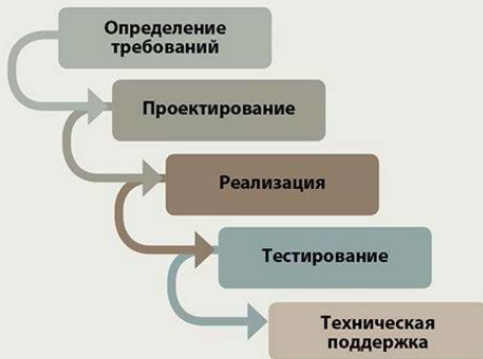 Определение
требований
Проектирование
Реализация
Тестирование
Техническая
поддержка